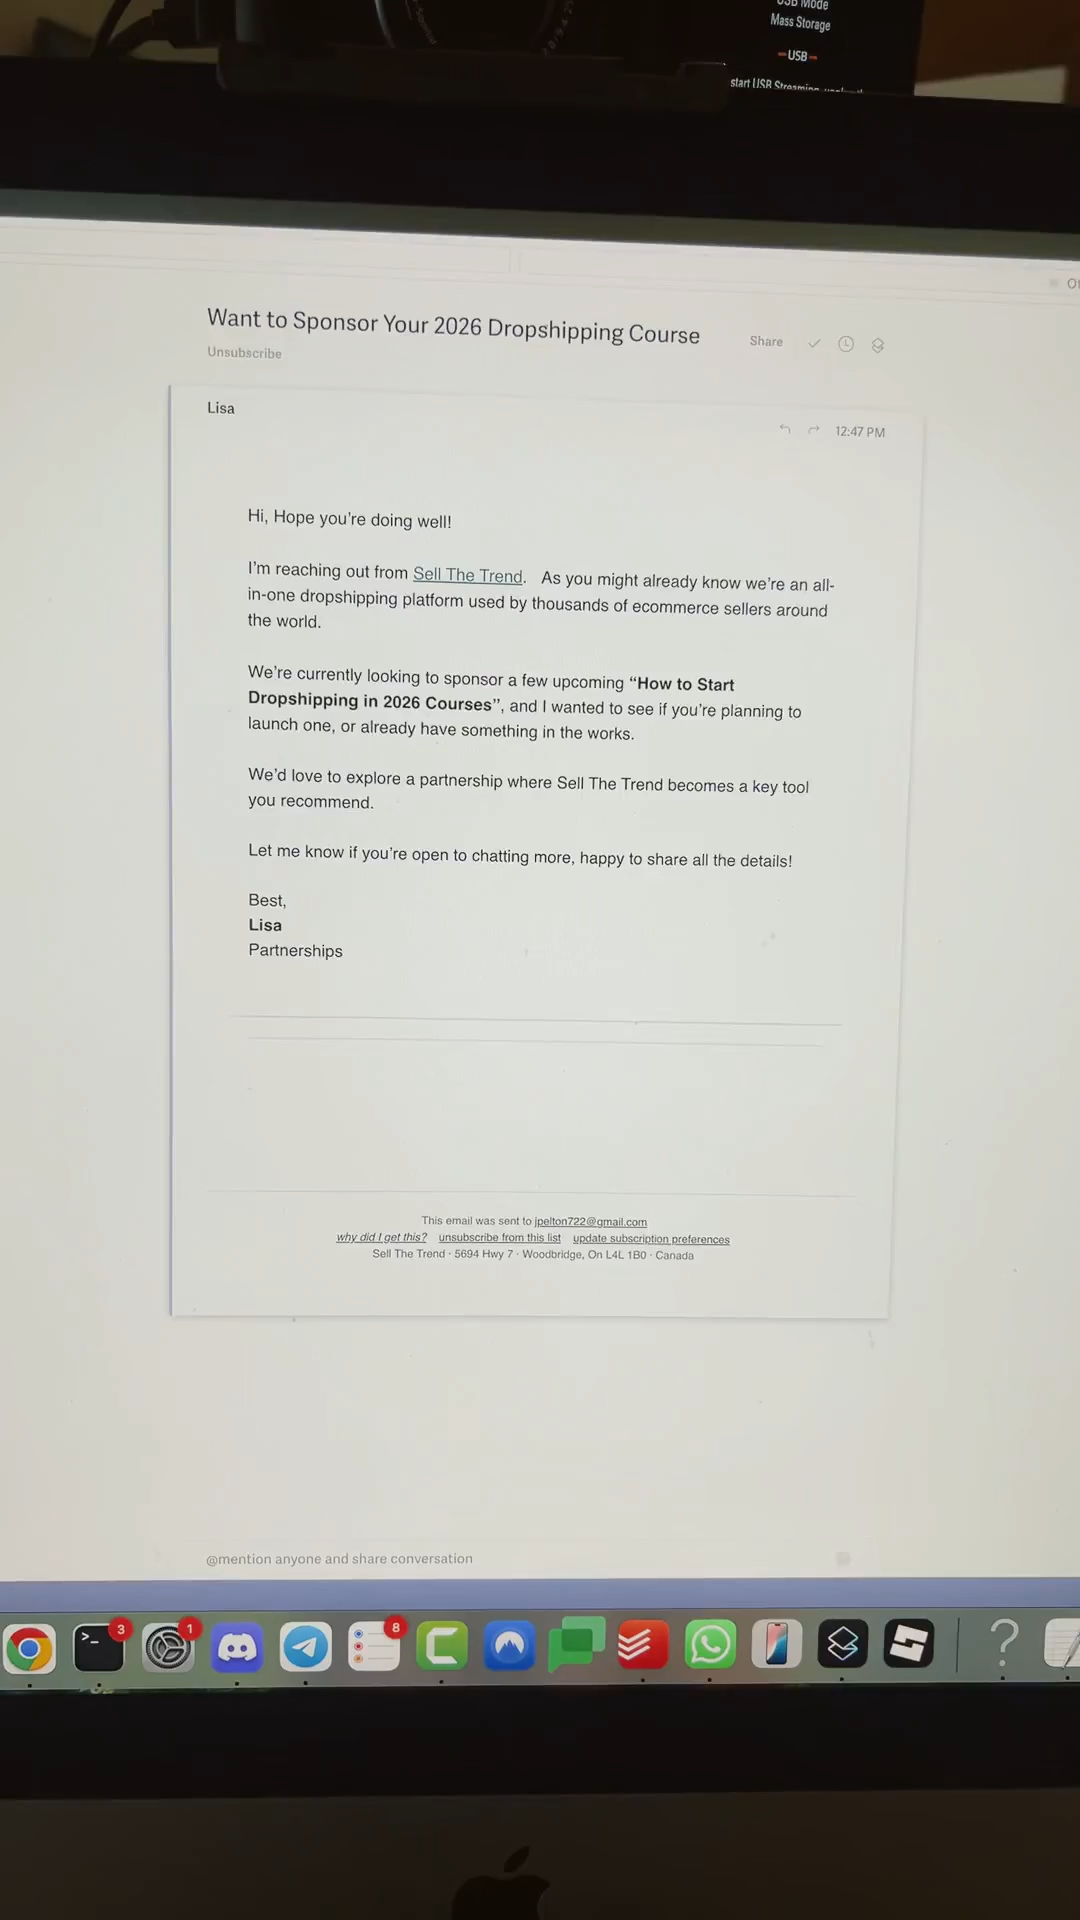 USB Mode
Mass Storage
USB
start USB Streaming,
Want to Sponsor Your 2026 Dropshipping Course
Share
Unsubscribe
Lisa
12:47 PM
Hi, Hope you're doing well!
I'm reaching out from Sell The Trend. As you might already know we're an all-
in-one dropshipping platform used by thousands of ecommerce sellers around
the world.
We're currently looking to sponsor a few upcoming “How to Start
Dropshipping in 2026 Courses”, and I wanted to see if you're planning to
launch one, or already have something in the works.
We'd love to explore a partnership where Sell The Trend becomes a key tool
you recommend.
Let me know if you're open to chatting more, happy to share all the details!
Best,
Lisa
Partnerships
This email was sent to jpelton722@gmail.com
why did I get this? unsubscribe from this list update subscription preferences
Sell The Trend · 5694 Hwy 7 · Woodbridge, On L4L 1B0 · Canada
@mention anyone and share conversation
3
1
8